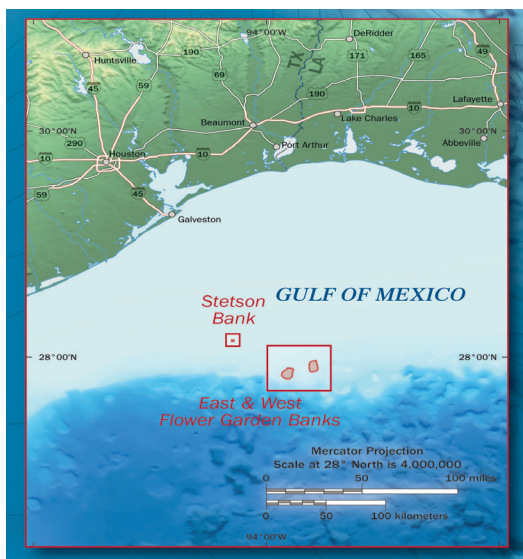 94°00'W
DeRidder
190
TX
LA
171
165
49
Huntsville
69
45
59
190
Lafayette
10
Beaumont
Lake Charles
30°00'N
30°00'N
290
Port Arthur
Abbeville
10
Houston
10
59
45
Galveston
GULF OF MEXICO
Stetson
Bank
28°00'N
28°00'N
East & West
Flower Garden Banks
Mercator Projection
Scale at 28° North is 4,000,000
0 50 100 miles
0 50 100 kilometers
94°00'W